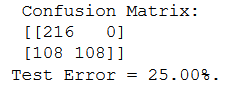 Confusion Matrix:
[[216   0]
[108 108]]
Test Error = 25.00%.